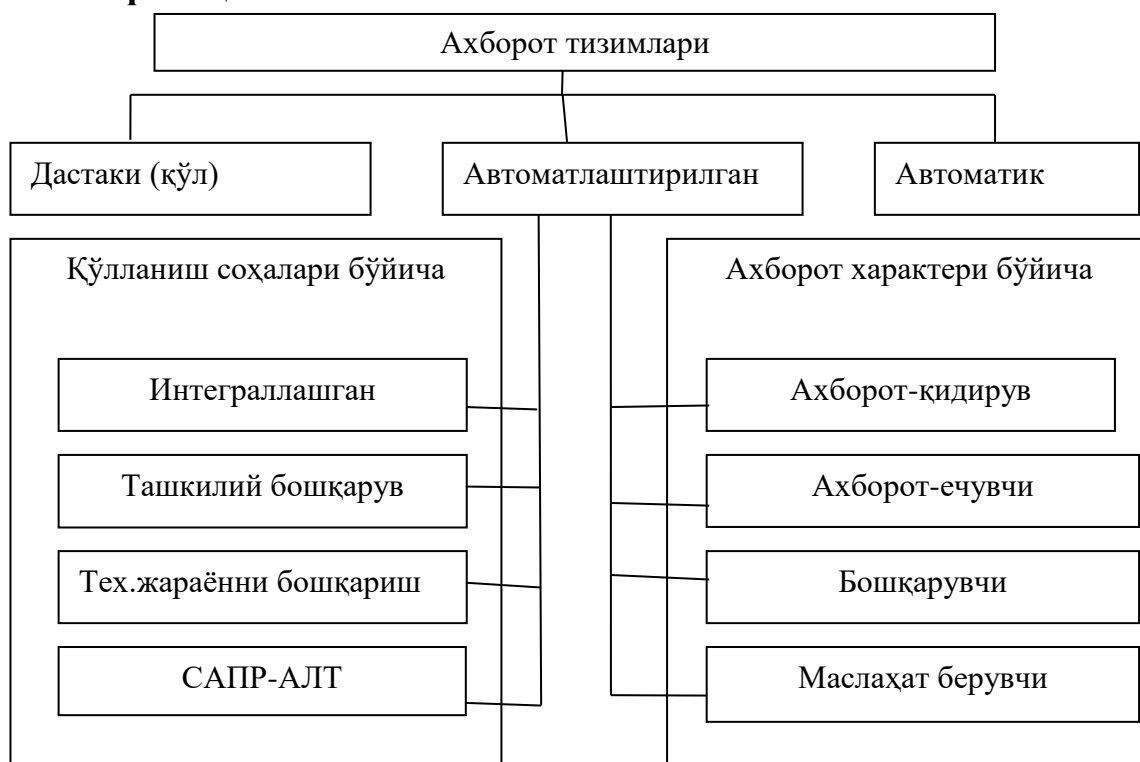 Ахборот тизимлари
Дастаки (қўл)
Автоматлаштирилган
Автоматик
Қўлланиш соҳалари бўйича
Интеграллашган
Ташкилий бошқарув
Тех.жараённи бошқариш
САПР-АЛТ
Ахборот характери бўйича
Ахборот-қидирув
Ахборот-ечувчи
Бошқарувчи
Маслаҳат берувчи